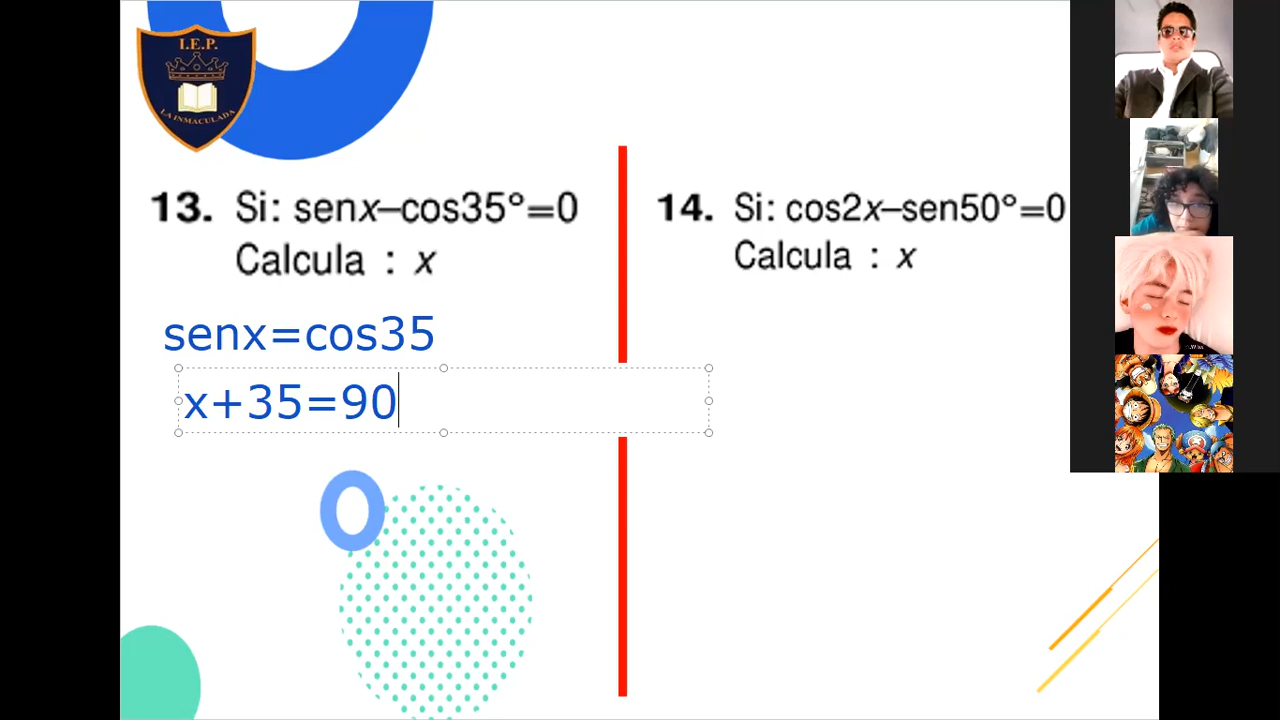 I.E.P.
LA INMACULADA
13. Si: senx–cos35°=0
Calcula : x
senx=cos35
x+35=90
14. Si: cos2x–sen50°=0
Calcula : x